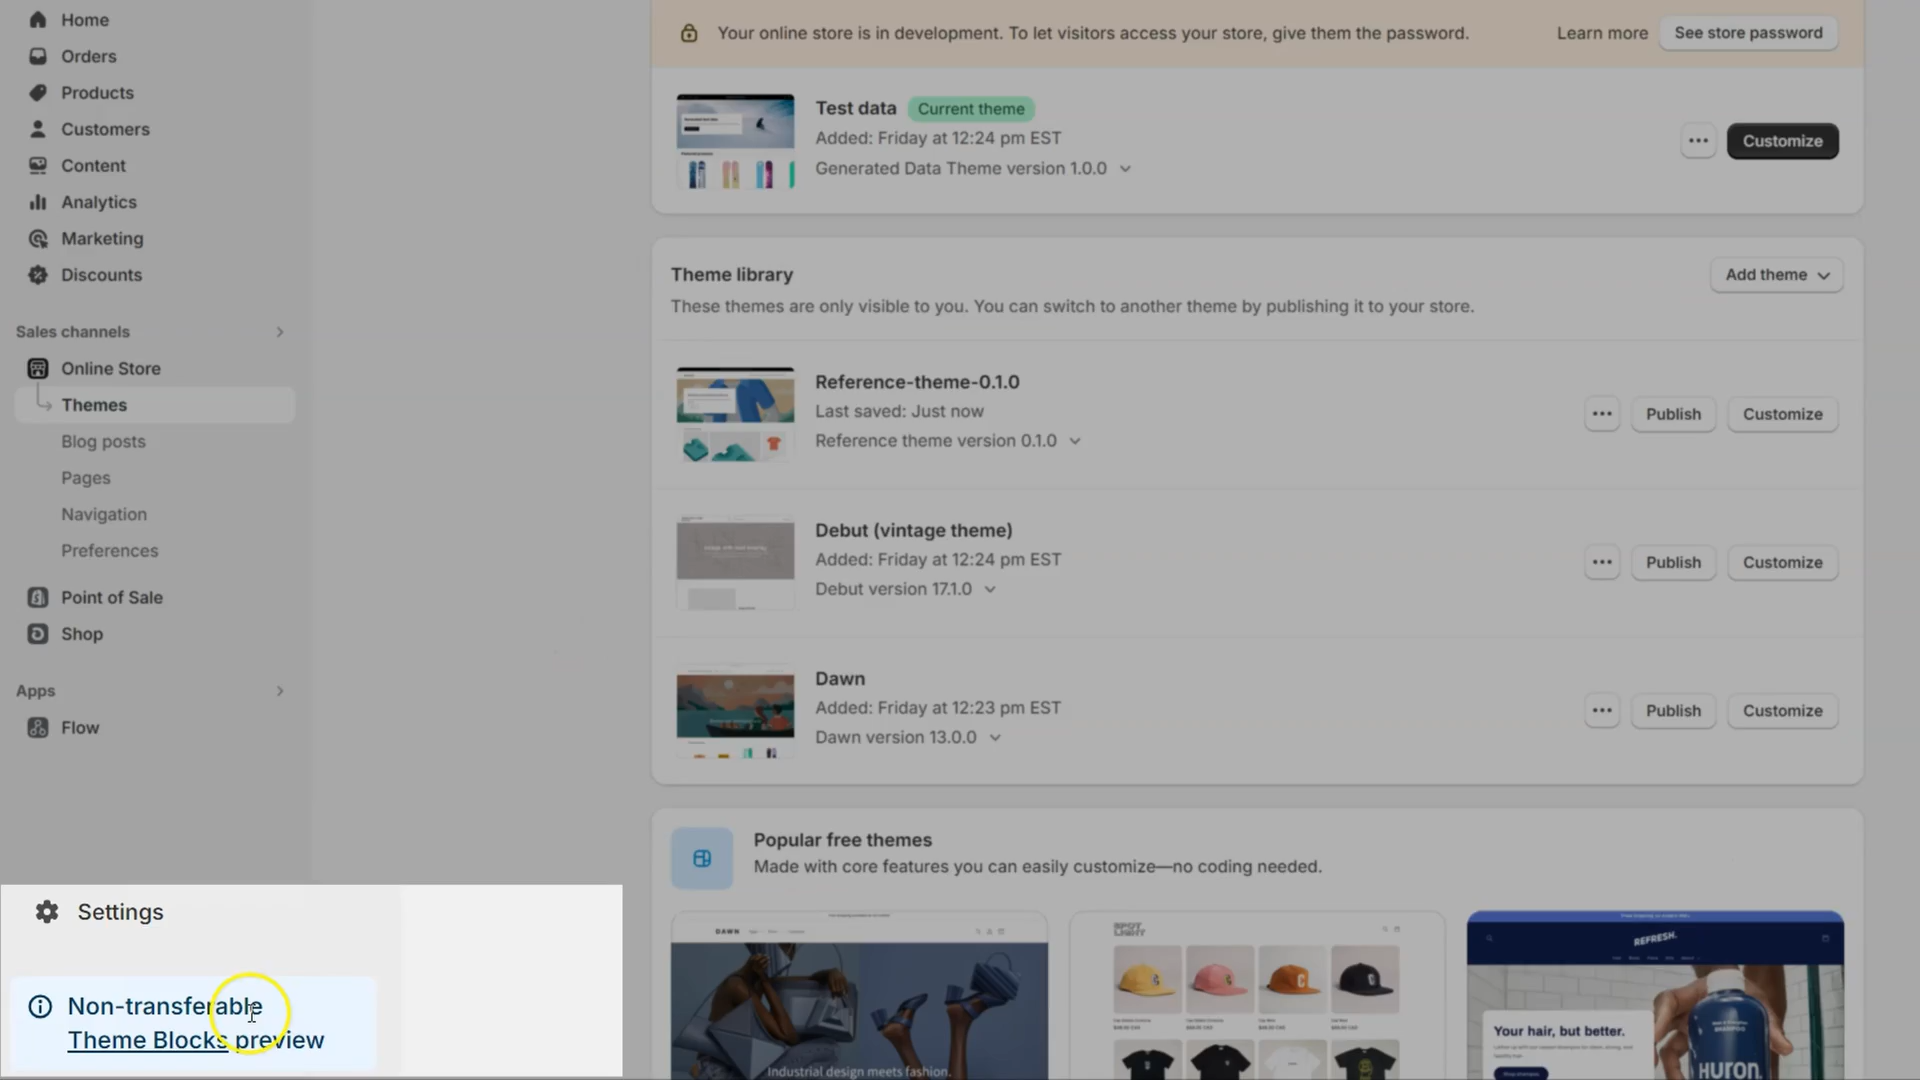 Home
Orders
Products
Customers
Content
Analytics
Marketing
Discounts
Sales channels
Online Store
Themes
Blog posts
Pages
Navigation
Preferences
Point of Sale
Shop
Apps
Flow
Settings
Non-transferable
Theme Blocks preview
Your online store is in development. To let visitors access your store, give them the password.
Learn more
See store password
Test data
Current theme
Added: Friday at 12:24 pm EST
Generated Data Theme version 1.0.0
Customize
Theme library
Add theme
These themes are only visible to you. You can switch to another theme by publishing it to your store.
Reference-theme-0.1.0
Last saved: Just now
Reference theme version 0.1.0
Publish
Customize
Debut (vintage theme)
Added: Friday at 12:24 pm EST
Debut version 17.1.0
Publish
Customize
Dawn
Added: Friday at 12:23 pm EST
Dawn version 13.0.0
Publish
Customize
Popular free themes
Made with core features you can easily customize—no coding needed.
DAWN
Industrial design meets fashion.
SPOT
LIGHT
REFRESH.
Your hair, but better.
HURON